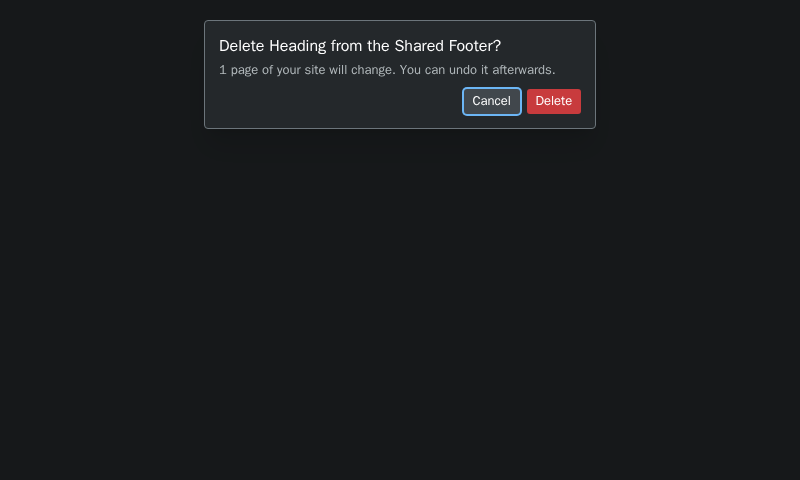 Delete Heading from the Shared Footer?
1 page of your site will change. You can undo it afterwards.
Cancel
Delete